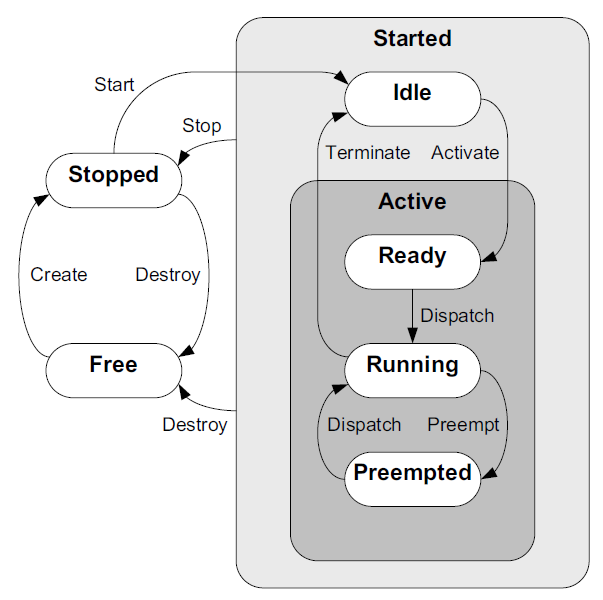 Started
Start
Idle
Stop
Terminate
Activate
Stopped
Active
Ready
Create
Destroy
Dispatch
Free
Running
Destroy
Dispatch
Preempt
Preempted